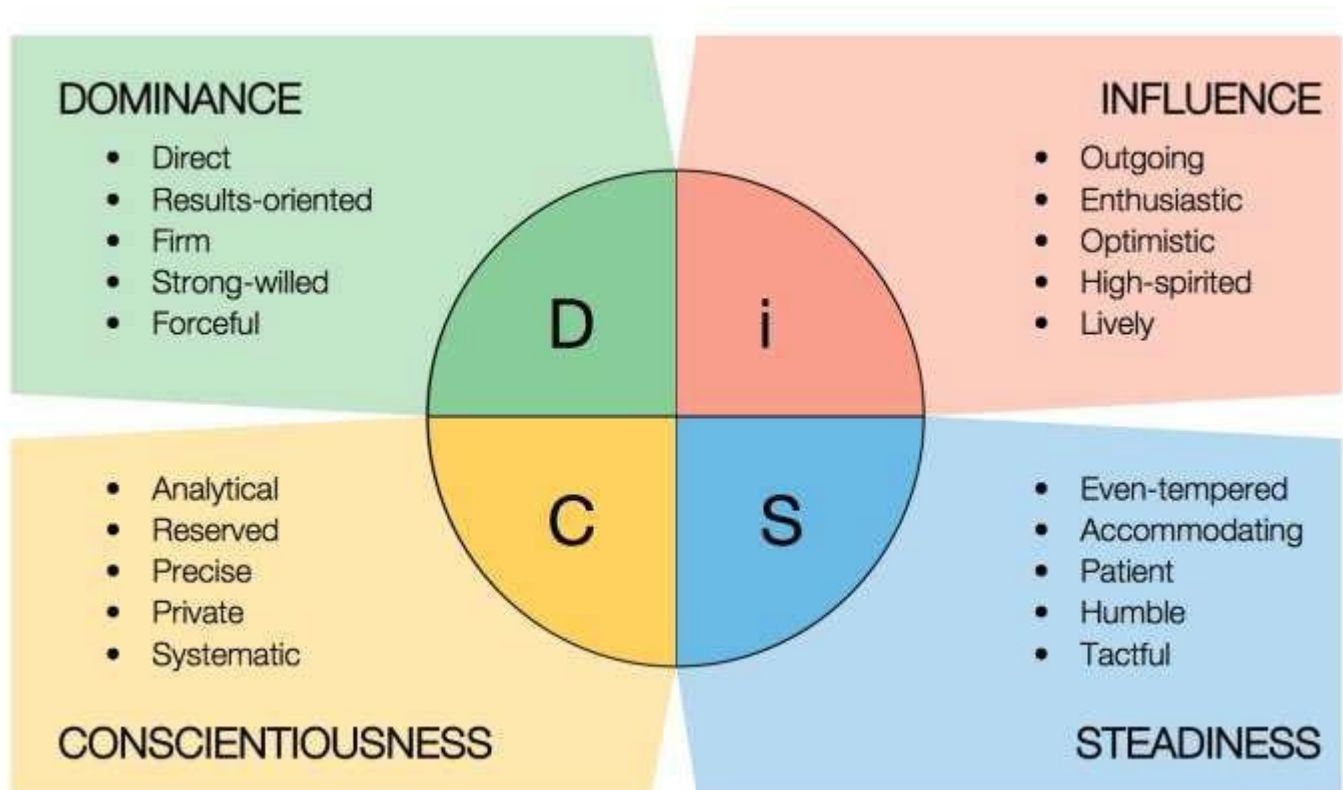 DOMINANCE
• Direct
• Results-oriented
• Firm
• Strong-willed
• Forceful
INFLUENCE
• Outgoing
• Enthusiastic
• Optimistic
• High-spirited
• Lively
D
i
C
S
• Analytical
• Reserved
• Precise
• Private
• Systematic
CONSCIENTIOUSNESS
• Even-tempered
• Accommodating
• Patient
• Humble
• Tactful
STEADINESS